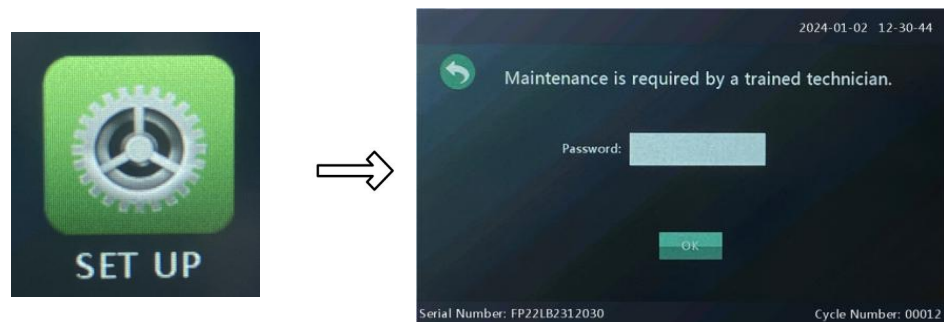 SET UP
2024-01-02 12-30-44
Maintenance is required by a trained technician.
Password:
OK
Serial Number: FP22LB2312030
Cycle Number: 00012